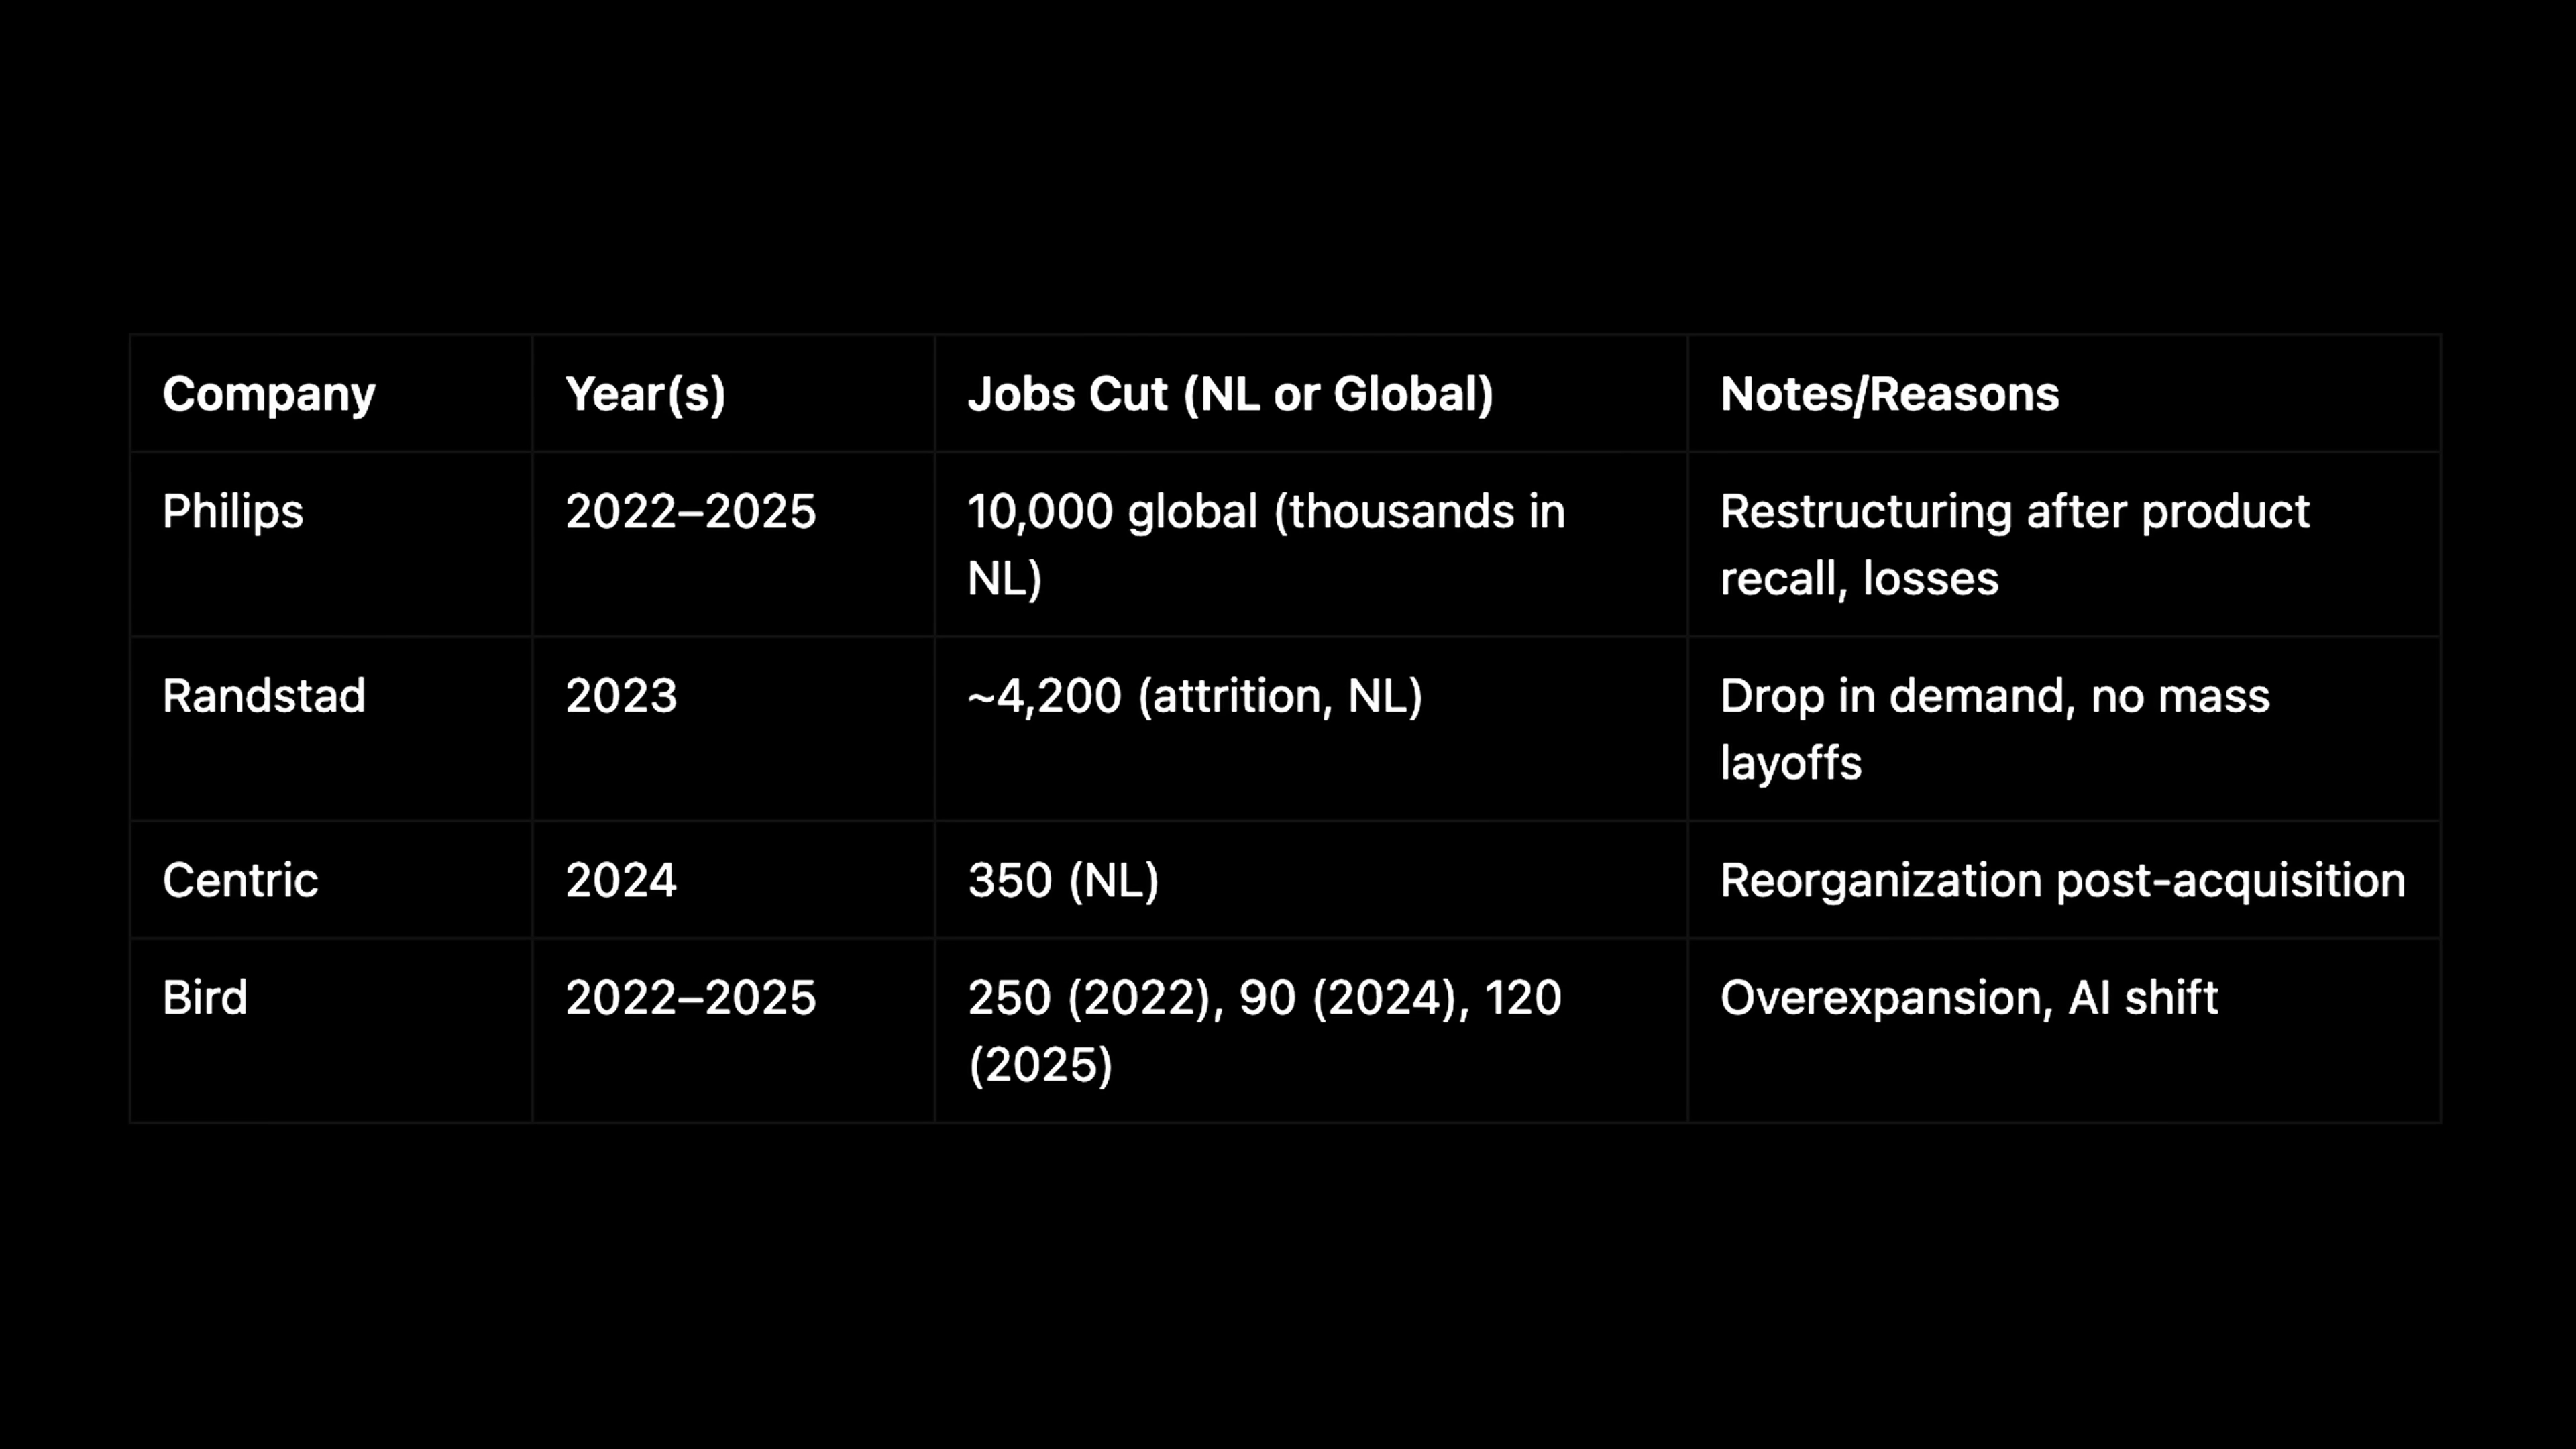 Company Year(s) Jobs Cut (NL or Global) Notes/Reasons
Philips 2022–2025 10,000 global (thousands in Restructuring after product
NL) recall, losses
Randstad 2023 ~4,200 (attrition, NL) Drop in demand, no mass
layoffs
Centric 2024 350 (NL) Reorganization post-acquisition
Bird 2022–2025 250 (2022), 90 (2024), 120 Overexpansion, AI shift
(2025)